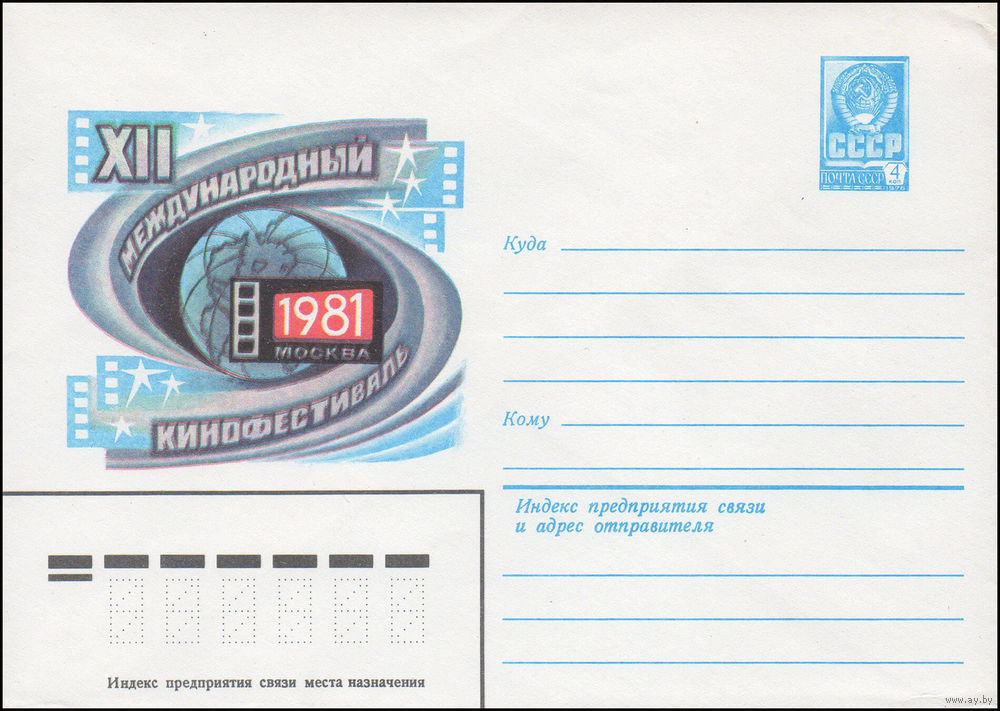 XII
МЕЖДУНАРОДНЫЙ
1981
МОСКВА
КИНОФЕСТИВАЛЬ
СССР
ПОЧТА СССР
4
КОП
1976
Куда
Кому
Индекс предприятия связи
и адрес отправителя
Индекс предприятия связи места назначения
www.ay.by